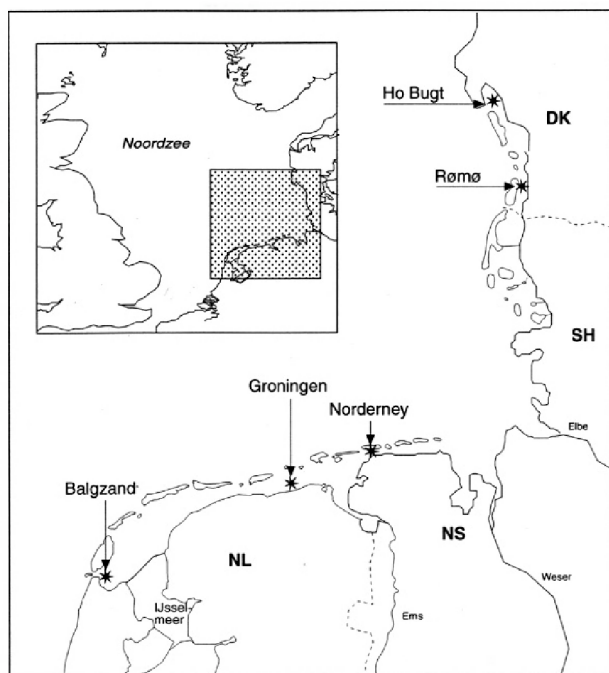 Ho Bugt
DK
Noordzee
Rømø
SH
Groningen
Norderney
Elbe
Balgzand
NL
NS
Weser
IJssel-
meer
Ems